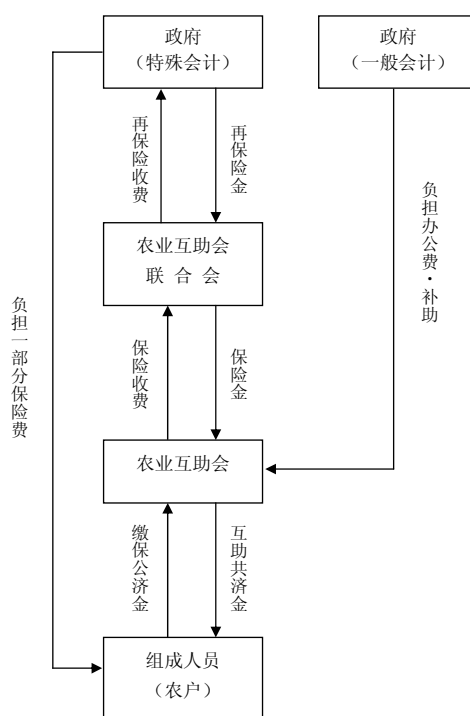 政府
（特殊会计）
政府
（一般会计）
再保险收费
再保险金
农业互助会
联 合 会
负担办公费·补助
负担一部分保险费
保险收费
保险金
农业互助会
缴保公济金
互助共济金
组成人员
（农户）